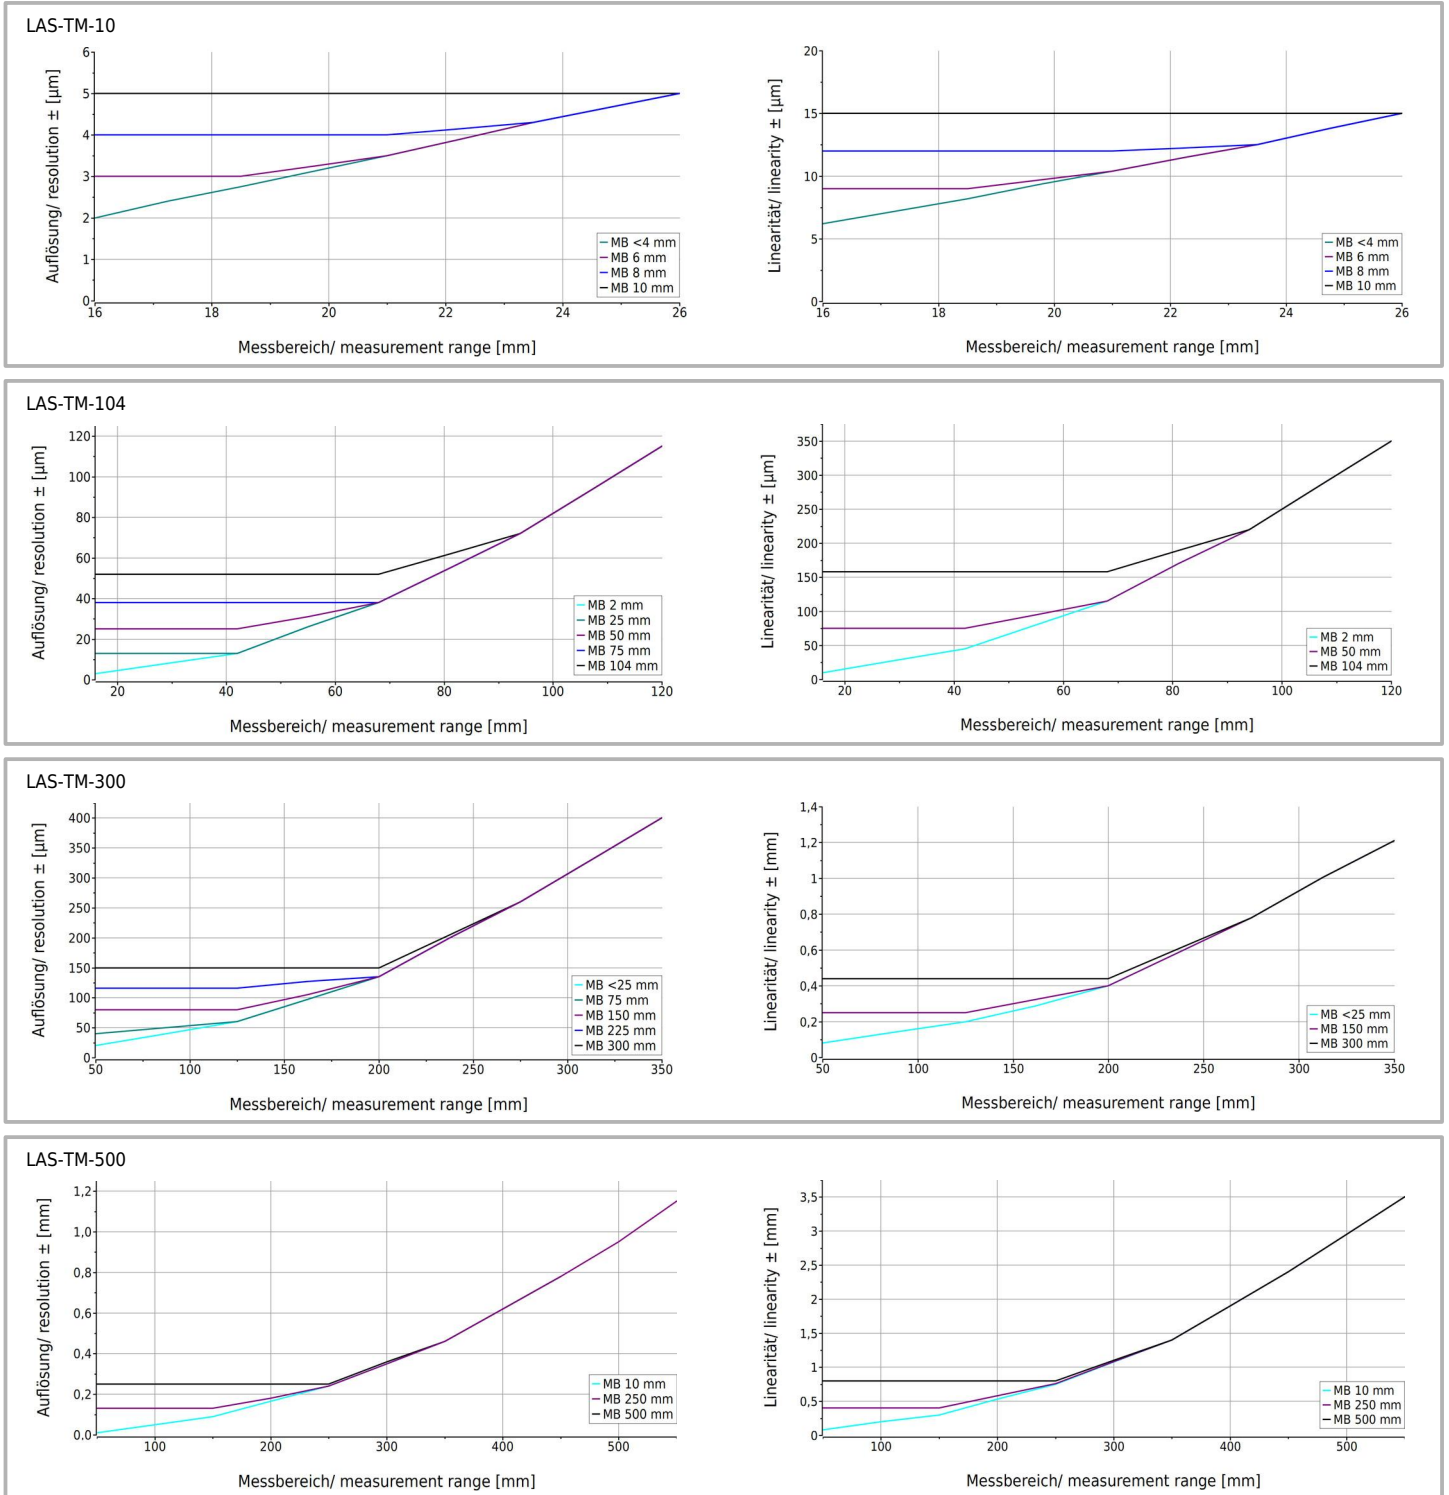 LAS-TM-10
Auflösung/ resolution ± [µm]
6
5
4
3
2
1
0
16 18 20 22 24 26
Messbereich/ measurement range [mm]
MB <4 mm
MB 6 mm
MB 8 mm
MB 10 mm
Linearität/ linearity ± [µm]
20
15
10
5
0
16 18 20 22 24 26
Messbereich/ measurement range [mm]
MB <4 mm
MB 6 mm
MB 8 mm
MB 10 mm
LAS-TM-104
Auflösung/ resolution ± [µm]
120
100
80
60
40
20
0
20 40 60 80 100 120
Messbereich/ measurement range [mm]
MB 2 mm
MB 25 mm
MB 50 mm
MB 75 mm
MB 104 mm
Linearität/ linearity ± [µm]
350
300
250
200
150
100
50
0
20 40 60 80 100 120
Messbereich/ measurement range [mm]
MB 2 mm
MB 50 mm
MB 104 mm
LAS-TM-300
Auflösung/ resolution ± [µm]
400
350
300
250
200
150
100
50
0
50 100 150 200 250 300 350
Messbereich/ measurement range [mm]
MB <25 mm
MB 75 mm
MB 150 mm
MB 225 mm
MB 300 mm
Linearität/ linearity ± [mm]
1,4
1,2
1
0,8
0,6
0,4
0,2
0
50 100 150 200 250 300 350
Messbereich/ measurement range [mm]
MB <25 mm
MB 150 mm
MB 300 mm
LAS-TM-500
Auflösung/ resolution ± [mm]
1,2
1,0
0,8
0,6
0,4
0,2
0.0
100 200 300 400 500
Messbereich/ measurement range [mm]
MB 10 mm
MB 250 mm
MB 500 mm
Linearität/ linearity ± [mm]
3,5
3
2,5
2
1,5
1
0,5
0
100 200 300 400 500
Messbereich/ measurement range [mm]
MB 10 mm
MB 250 mm
MB 500 mm